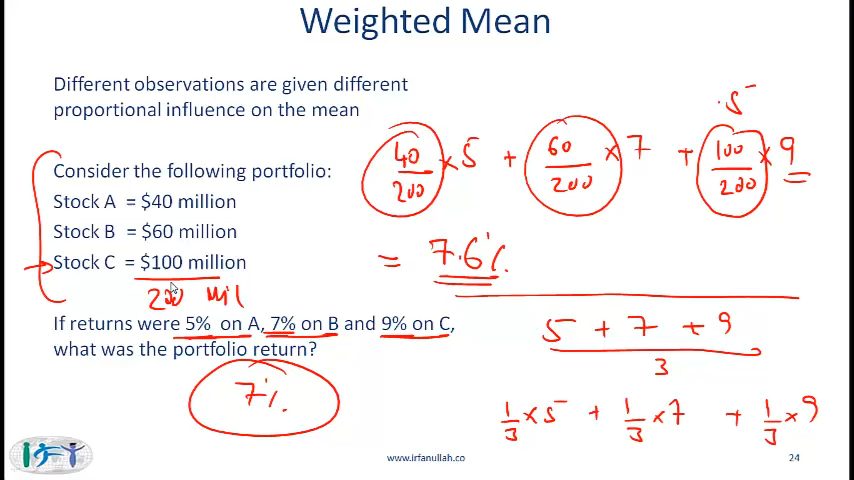 Weighted Mean
Different observations are given different
proportional influence on the mean
Consider the following portfolio:
Stock A = $40 million
Stock B = $60 million
Stock C = $100 million
200 mil
If returns were 5% on A, 7% on B and 9% on C,
what was the portfolio return?
7%
.5
40/200 × 5 + 60/200 × 7 + 100/200 × 9
= 7.6%
5 + 7 + 9
3
1/3 × 5 + 1/3 × 7 + 1/3 × 9
IFT
www.irfanullah.co
24